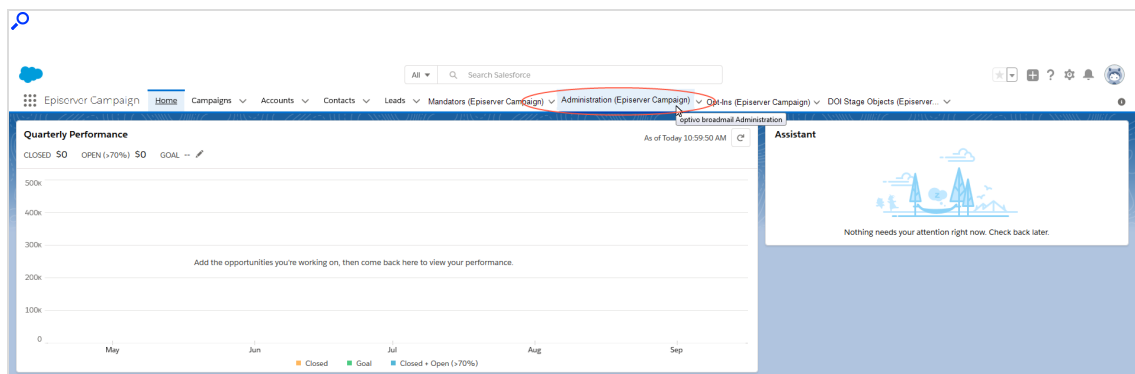 All
Search Salesforce
Episerver Campaign Home Campaigns Accounts Contacts Leads Mandators (Episerver Campaign) Administration (Episerver Campaign) Opt-Ins (Episerver Campaign) DOI Stage Objects (Episerver...
optivo broadmail Administration
Quarterly Performance
As of Today 10:59:50 AM
CLOSED $0 OPEN (>70%) $0 GOAL --
500K
400K
300K
Add the opportunities you're working on, then come back here to view your performance.
200K
100K
0
May Jun Jul Aug Sep
Closed Goal Closed + Open (>70%)
Assistant
Nothing needs your attention right now. Check back later.